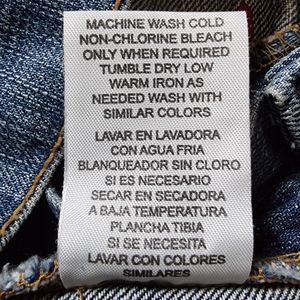 MACHINE WASH COLD
NON-CHLORINE BLEACH
ONLY WHEN REQUIRED
TUMBLE DRY LOW
WARM IRON AS
NEEDED WASH WITH
SIMILAR COLORS
LAVAR EN LAVADORA
CON AGUA FRIA
BLANQUEADOR SIN CLORO
SI ES NECESARIO
SECAR EN SECADORA
A BAJA TEMPERATURA
PLANCHA TIBIA
SI SE NECESITA
LAVAR CON COLORES
SIMILARES